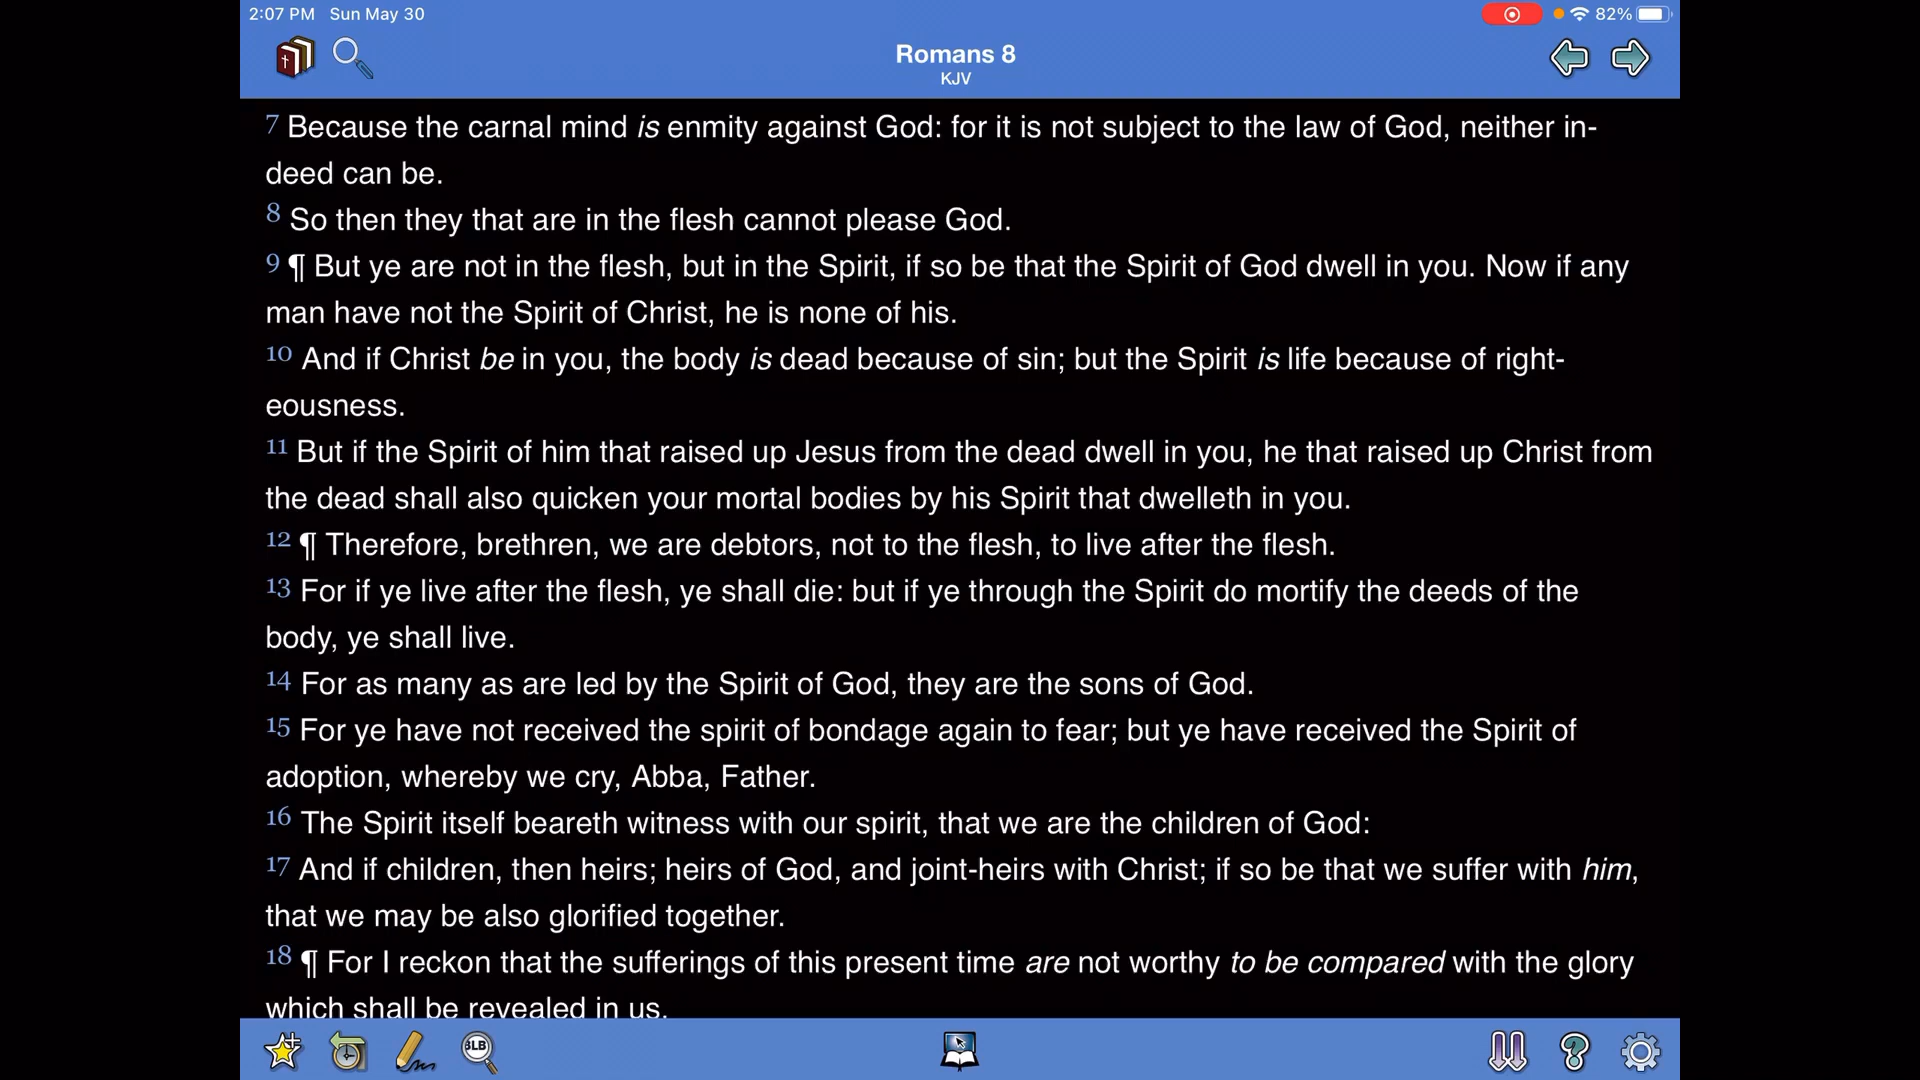 2:07 PM Sun May 30 82%
Romans 8
KJV
7 Because the carnal mind is enmity against God: for it is not subject to the law of God, neither in-
deed can be.
8 So then they that are in the flesh cannot please God.
9 ¶ But ye are not in the flesh, but in the Spirit, if so be that the Spirit of God dwell in you. Now if any
man have not the Spirit of Christ, he is none of his.
10 And if Christ be in you, the body is dead because of sin; but the Spirit is life because of right-
eousness.
11 But if the Spirit of him that raised up Jesus from the dead dwell in you, he that raised up Christ from
the dead shall also quicken your mortal bodies by his Spirit that dwelleth in you.
12 ¶ Therefore, brethren, we are debtors, not to the flesh, to live after the flesh.
13 For if ye live after the flesh, ye shall die: but if ye through the Spirit do mortify the deeds of the
body, ye shall live.
14 For as many as are led by the Spirit of God, they are the sons of God.
15 For ye have not received the spirit of bondage again to fear; but ye have received the Spirit of
adoption, whereby we cry, Abba, Father.
16 The Spirit itself beareth witness with our spirit, that we are the children of God:
17 And if children, then heirs; heirs of God, and joint-heirs with Christ; if so be that we suffer with him,
that we may be also glorified together.
18 ¶ For I reckon that the sufferings of this present time are not worthy to be compared with the glory
which shall be revealed in us.
BLB